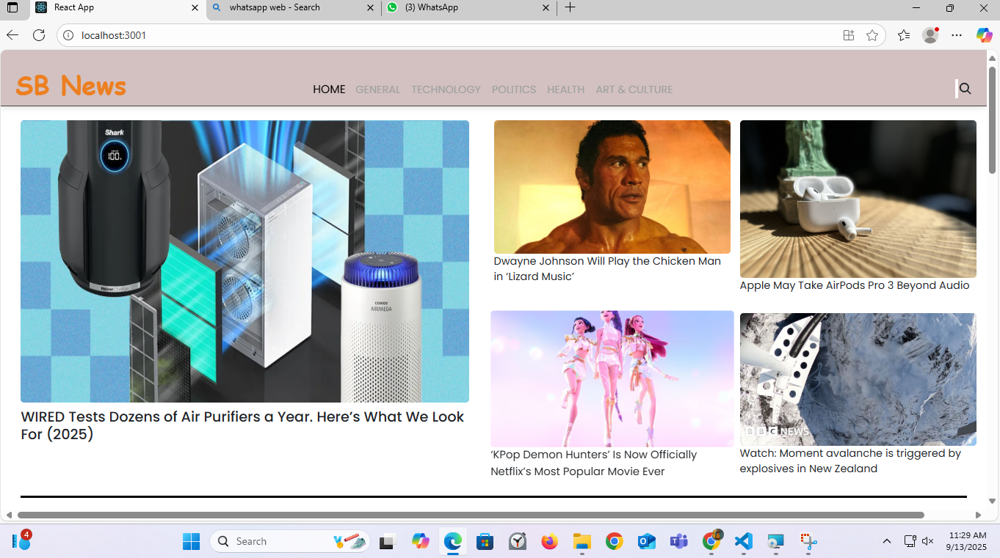 React App
whatsapp web - Search
(3) WhatsApp
localhost:3001
SB News
HOME GENERAL TECHNOLOGY POLITICS HEALTH ART & CULTURE
Shark
100%
NeverChange
coway
AIRMEGA
WIRED Tests Dozens of Air Purifiers a Year. Here’s What We Look
For (2025)
Dwayne Johnson Will Play the Chicken Man
in ‘Lizard Music’
Apple May Take AirPods Pro 3 Beyond Audio
‘KPop Demon Hunters’ Is Now Officially
Netflix’s Most Popular Movie Ever
BBC NEWS
Watch: Moment avalanche is triggered by
explosives in New Zealand
4
Search
11:29 AM
9/13/2025